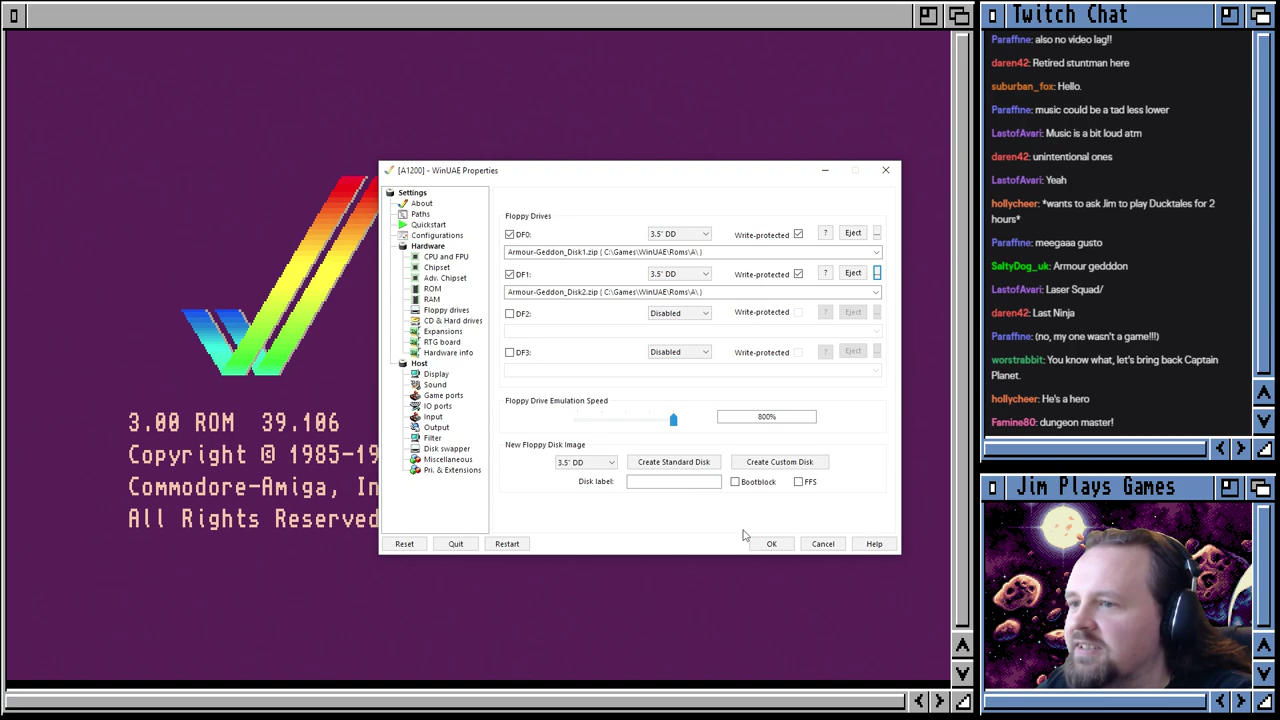 [A1200] - WinUAE Properties
Settings
About
Paths
Quickstart
Configurations
Hardware
CPU and FPU
Chipset
Adv. Chipset
ROM
RAM
Floppy drives
CD & Hard drives
Expansions
RTG board
Hardware info
Host
Display
Sound
Game ports
IO ports
Input
Output
Filter
Disk swapper
Miscellaneous
Pri. & Extensions
Floppy Drives
DF0: 3.5" DD Write-protected ? Eject ...
Armour-Geddon_Disk1.zip { C:\Games\WinUAE\Roms\A\ }
DF1: 3.5" DD Write-protected ? Eject ...
Armour-Geddon_Disk2.zip { C:\Games\WinUAE\Roms\A\ }
DF2: Disabled Write-protected ? Eject ...
DF3: Disabled Write-protected ? Eject ...
Floppy Drive Emulation Speed
800%
New Floppy Disk Image
3.5" DD Create Standard Disk Create Custom Disk
Disk label: Bootblock FFS
Reset Quit Restart OK Cancel Help
3.00 ROM 39.106
Copyright © 1985-19
Commodore-Amiga, In
All Rights Reserved
Twitch Chat
Paraffine: also no video lag!!
daren42: Retired stuntman here
suburban_fox: Hello.
Paraffine: music could be a tad less lower
LastofAvari: Music is a bit loud atm
daren42: unintentional ones
LastofAvari: Yeah
hollycheer: *wants to ask Jim to play Ducktales for 2
hours*
Paraffine: meegaaa gusto
SaltyDog_uk: Armour gedddon
LastofAvari: Laser Squad/
daren42: Last Ninja
Paraffine: (no, my one wasn't a game!!!)
worstrabbit: You know what, let's bring back Captain
Planet.
hollycheer: He's a hero
Famine80: dungeon master!
Jim Plays Games